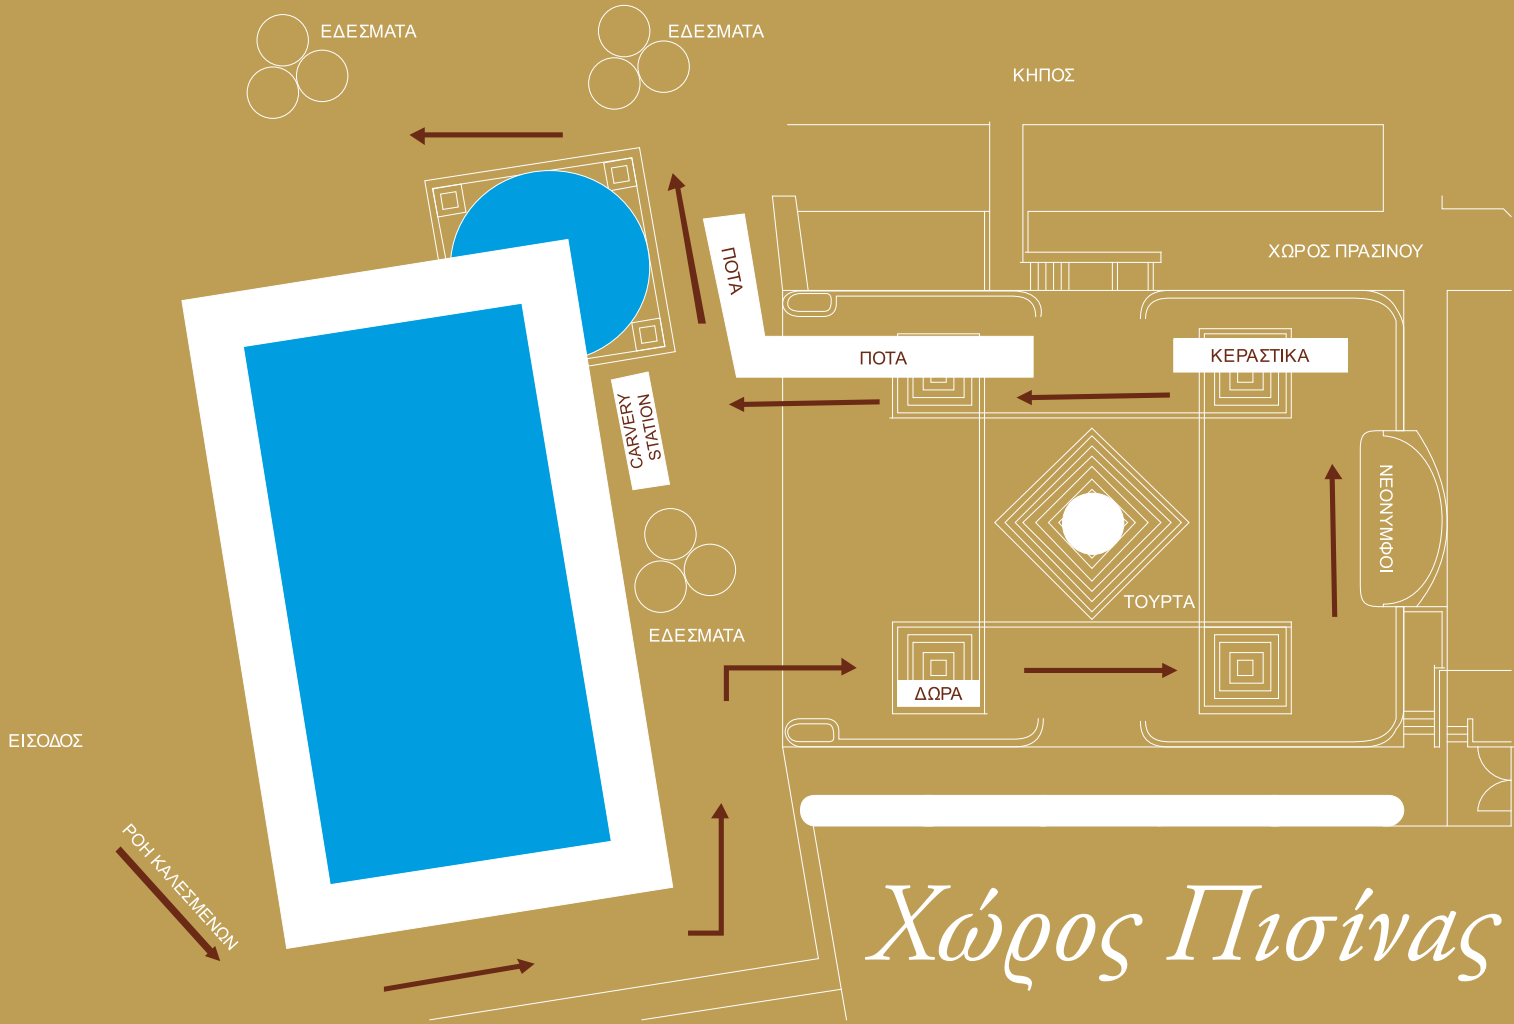 ΕΔΕΣΜΑΤΑ
ΕΔΕΣΜΑΤΑ
ΚΗΠΟΣ
ΧΩΡΟΣ ΠΡΑΣΙΝΟΥ
ΠΟΤΑ
ΠΟΤΑ
ΚΕΡΑΣΤΙΚΑ
CARVERY
STATION
ΝΕΟΝΥΜΦΟΙ
ΤΟΥΡΤΑ
ΕΔΕΣΜΑΤΑ
ΔΩΡΑ
ΕΙΣΟΔΟΣ
ΡΟΗ ΚΑΛΕΣΜΕΝΩΝ
Χώρος Πισίνας